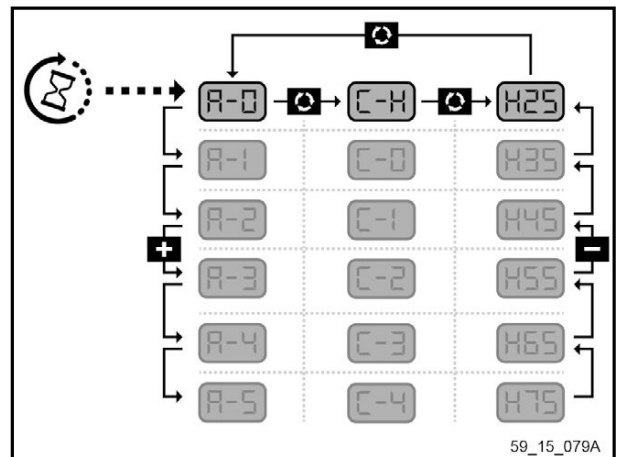 A-0 C-H H25
A-1 C-0 H35
A-2 C-1 H45
+ -
A-3 C-2 H55
A-4 C-3 H65
A-5 C-4 H75
59_15_079A